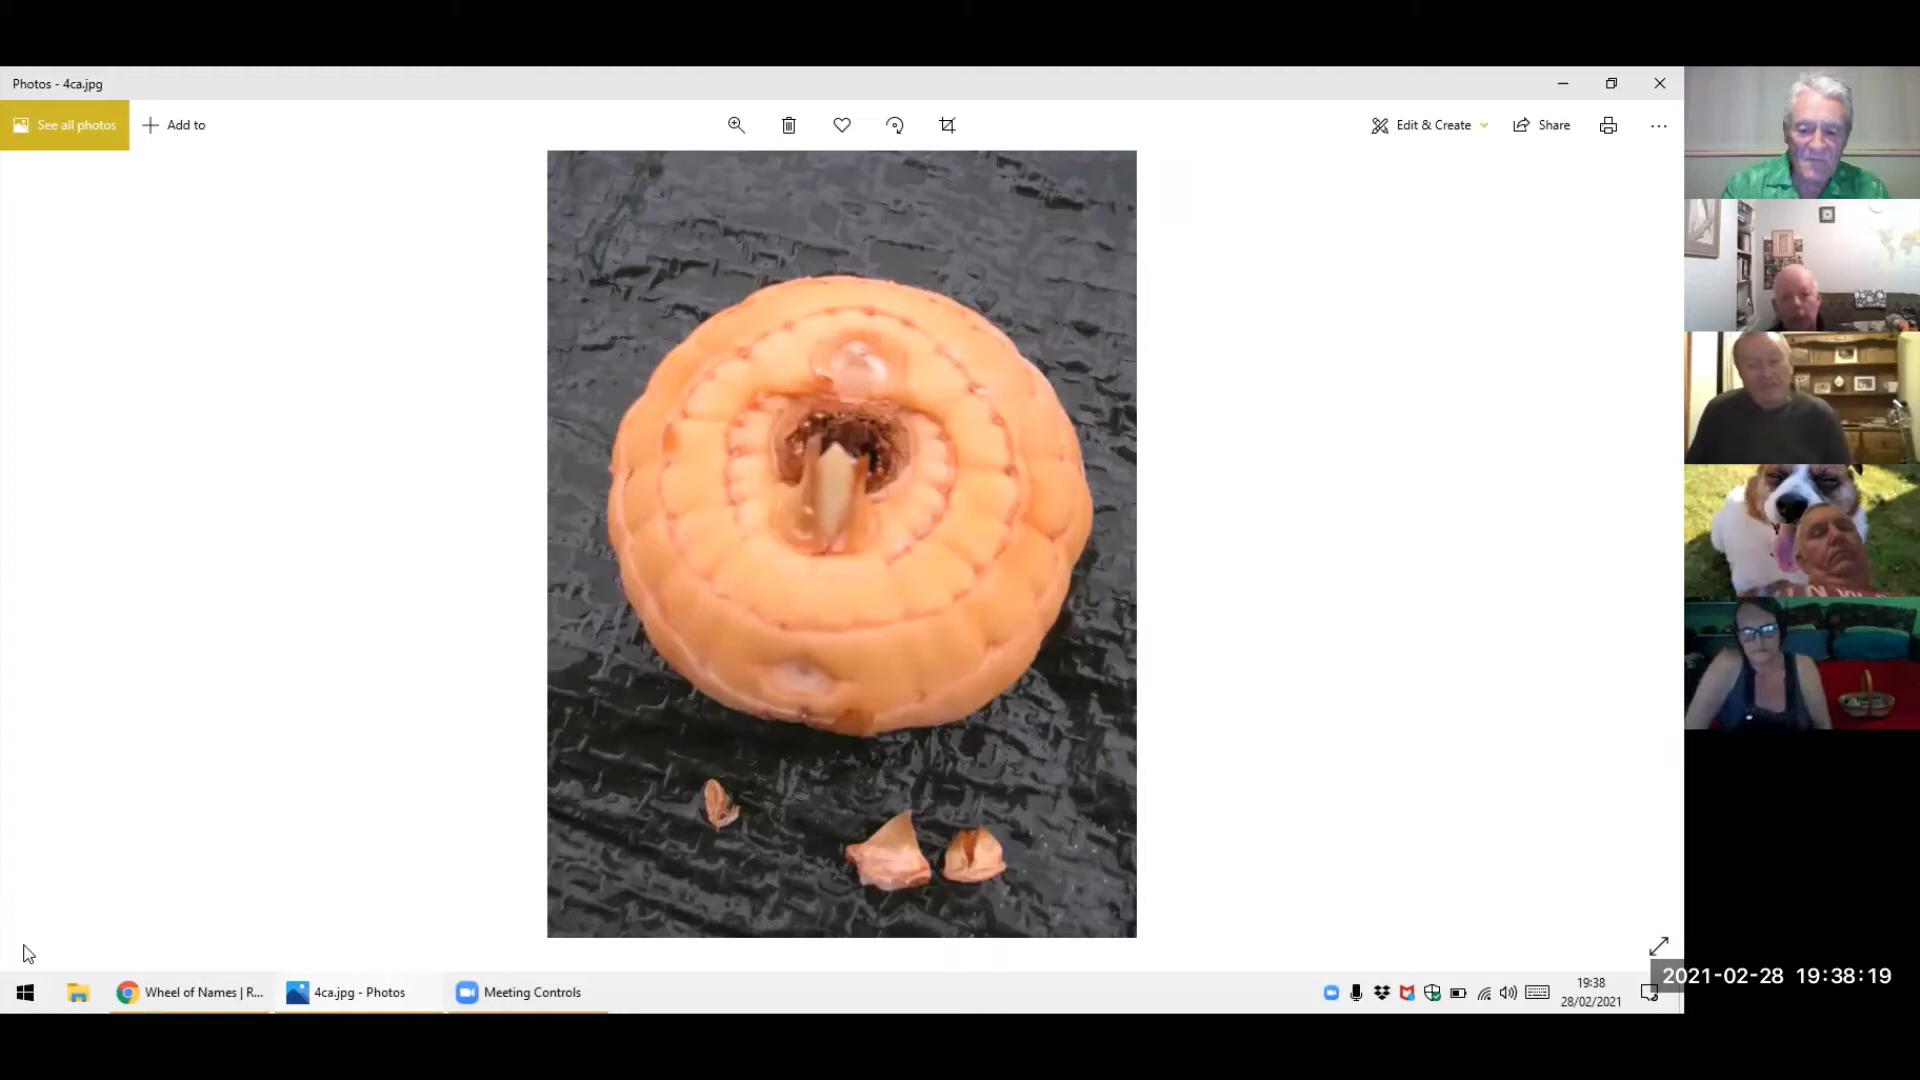 Photos - 4ca.jpg
See all photos
Add to
Edit & Create
Share
Wheel of Names | R...
4ca.jpg - Photos
Meeting Controls
19:38
28/02/2021
2021-02-28 19:38:19